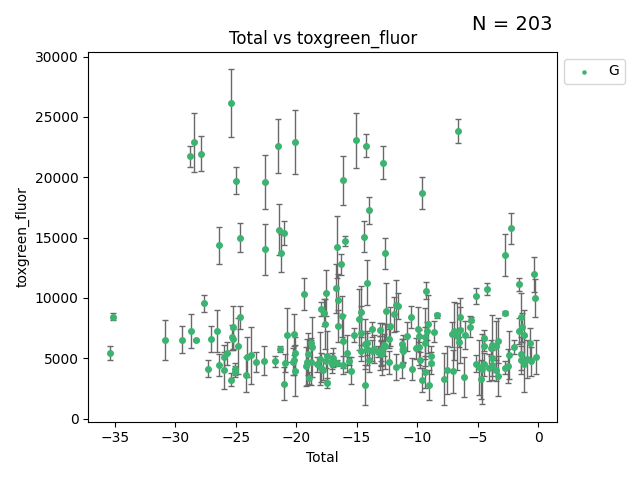 N = 203
Total vs toxgreen_fluor
G
30000
25000
20000
15000
10000
5000
0
toxgreen_fluor
−35 −30 −25 −20 −15 −10 −5 0
Total